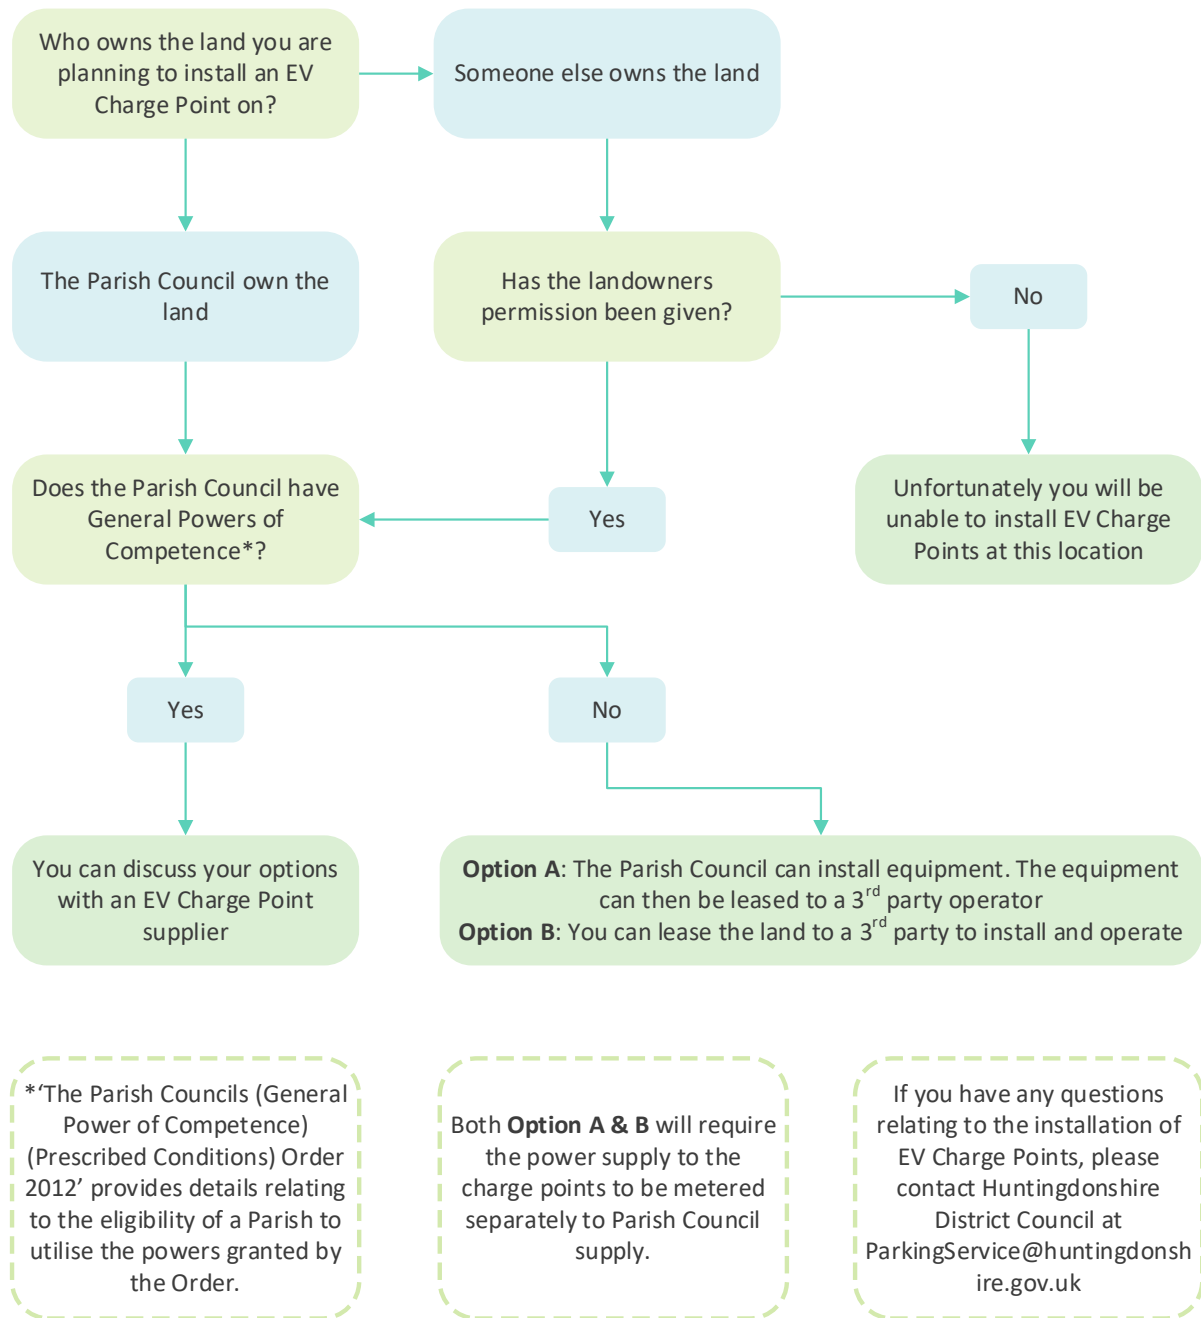 Who owns the land you are
planning to install an EV
Charge Point on?
Someone else owns the land
The Parish Council own the
land
Has the landowners
permission been given?
No
Does the Parish Council have
General Powers of
Competence*?
Yes
Unfortunately you will be
unable to install EV Charge
Points at this location
Yes
No
You can discuss your options
with an EV Charge Point
supplier
Option A: The Parish Council can install equipment. The equipment
can then be leased to a 3rd party operator
Option B: You can lease the land to a 3rd party to install and operate
*‘The Parish Councils (General
Power of Competence)
(Prescribed Conditions) Order
2012’ provides details relating
to the eligibility of a Parish to
utilise the powers granted by
the Order.
Both Option A & B will require
the power supply to the
charge points to be metered
separately to Parish Council
supply.
If you have any questions
relating to the installation of
EV Charge Points, please
contact Huntingdonshire
District Council at
ParkingService@huntingdonsh
ire.gov.uk